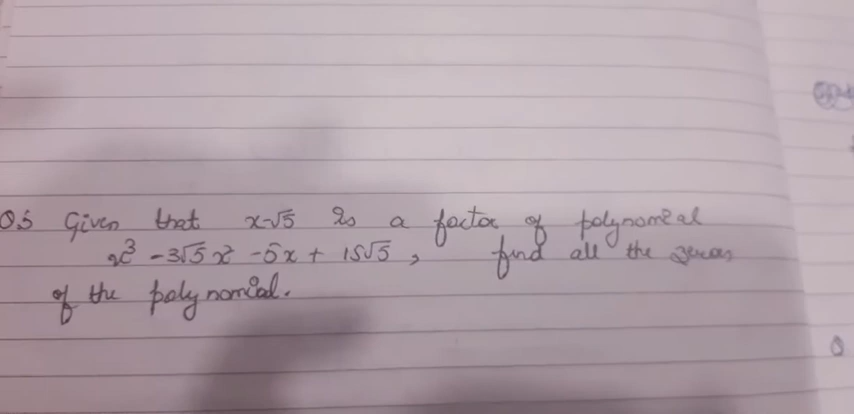 Q.5 Given that x-√5 is a factor of polynomial
x³ - 3√5 x² - 5x + 15√5 , find all the zeroes
of the polynomial.